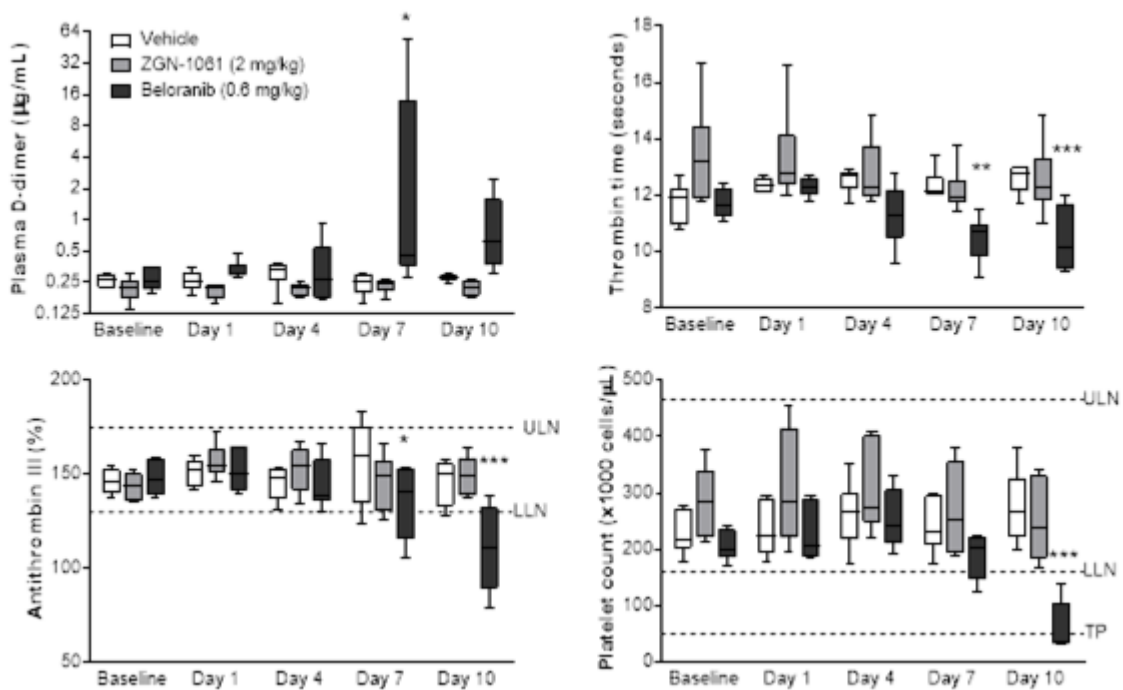 Plasma D-dimer (µg/mL)
64
32
16
8
4
2
1
0.5
0.25
0.125
Vehicle
ZGN-1061 (2 mg/kg)
Beloranib (0.6 mg/kg)
*
Baseline Day 1 Day 4 Day 7 Day 10
Thrombin time (seconds)
18
16
14
12
10
8
**
***
Baseline Day 1 Day 4 Day 7 Day 10
Antithrombin III (%)
200
150
100
50
ULN
LLN
*
***
Baseline Day 1 Day 4 Day 7 Day 10
Platelet count (x1000 cells/µL)
500
400
300
200
100
0
ULN
LLN
TP
***
Baseline Day 1 Day 4 Day 7 Day 10